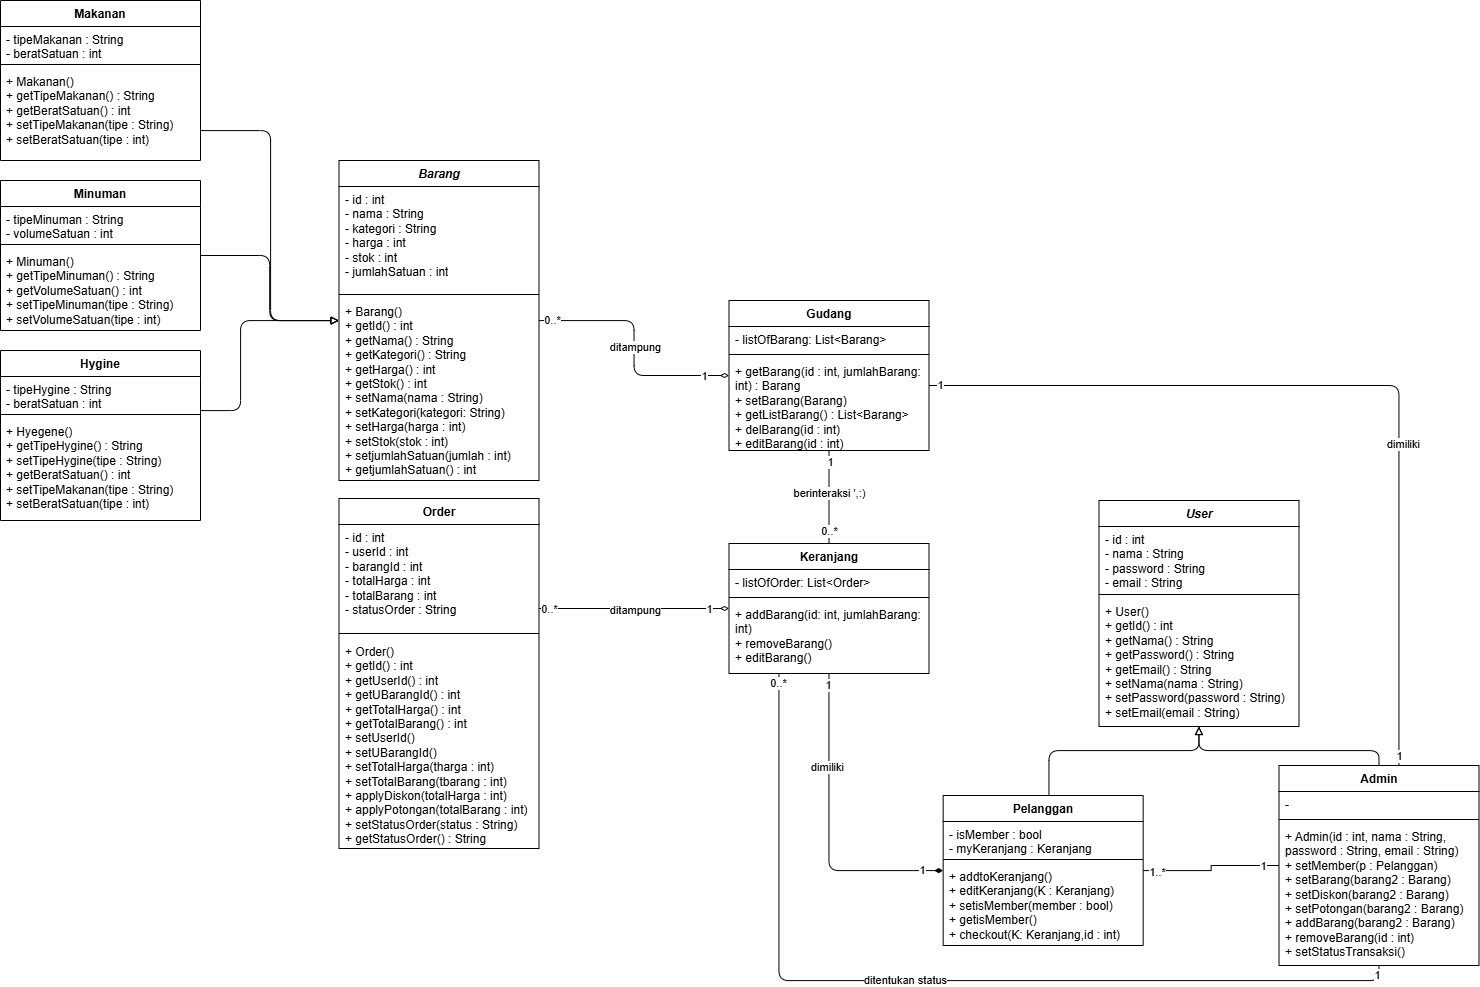 Makanan
- tipeMakanan : String
- beratSatuan : int
+ Makanan()
+ getTipeMakanan() : String
+ getBeratSatuan() : int
+ setTipeMakanan(tipe : String)
+ setBeratSatuan(tipe : int)
Minuman
- tipeMinuman : String
- volumeSatuan : int
+ Minuman()
+ getTipeMinuman() : String
+ getVolumeSatuan() : int
+ setTipeMinuman(tipe : String)
+ setVolumeSatuan(tipe : int)
Hygine
- tipeHygine : String
- beratSatuan : int
+ Hyegene()
+ getTipeHygine() : String
+ setTipeHygine(tipe : String)
+ getBeratSatuan() : int
+ setTipeMakanan(tipe : String)
+ setBeratSatuan(tipe : int)
Barang
- id : int
- nama : String
- kategori : String
- harga : int
- stok : int
- jumlahSatuan : int
+ Barang()
+ getId() : int
+ getNama() : String
+ getKategori() : String
+ getHarga() : int
+ getStok() : int
+ setNama(nama : String)
+ setKategori(kategori: String)
+ setHarga(harga : int)
+ setStok(stok : int)
+ setjumlahSatuan(jumlah : int)
+ getjumlahSatuan() : int
0..*
ditampung
1
Order
- id : int
- userId : int
- barangId : int
- totalHarga : int
- totalBarang : int
- statusOrder : String
+ Order()
+ getId() : int
+ getUserId() : int
+ getUBarangId() : int
+ getTotalHarga() : int
+ getTotalBarang() : int
+ setUserId()
+ setUBarangId()
+ setTotalHarga(tharga : int)
+ setTotalBarang(tbarang : int)
+ applyDiskon(totalHarga : int)
+ applyPotongan(totalBarang : int)
+ setStatusOrder(status : String)
+ getStatusOrder() : String
0..*
ditampung
1
Gudang
- listOfBarang: List<Barang>
+ getBarang(id : int, jumlahBarang:
int) : Barang
+ setBarang(Barang)
+ getListBarang() : List<Barang>
+ delBarang(id : int)
+ editBarang(id : int)
1
berinteraksi ',:)
0..*
1
dimiliki
1
Keranjang
- listOfOrder: List<Order>
+ addBarang(id: int, jumlahBarang:
int)
+ removeBarang()
+ editBarang()
0..*
1
dimiliki
1
User
- id : int
- nama : String
- password : String
- email : String
+ User()
+ getId() : int
+ getNama() : String
+ getPassword() : String
+ getEmail() : String
+ setNama(nama : String)
+ setPassword(password : String)
+ setEmail(email : String)
Pelanggan
- isMember : bool
- myKeranjang : Keranjang
+ addtoKeranjang()
+ editKeranjang(K : Keranjang)
+ setisMember(member : bool)
+ getisMember()
+ checkout(K: Keranjang,id : int)
1..*
1
Admin
-
+ Admin(id : int, nama : String,
password : String, email : String)
+ setMember(p : Pelanggan)
+ setBarang(barang2 : Barang)
+ setDiskon(barang2 : Barang)
+ setPotongan(barang2 : Barang)
+ addBarang(barang2 : Barang)
+ removeBarang(id : int)
+ setStatusTransaksi()
1
ditentukan status